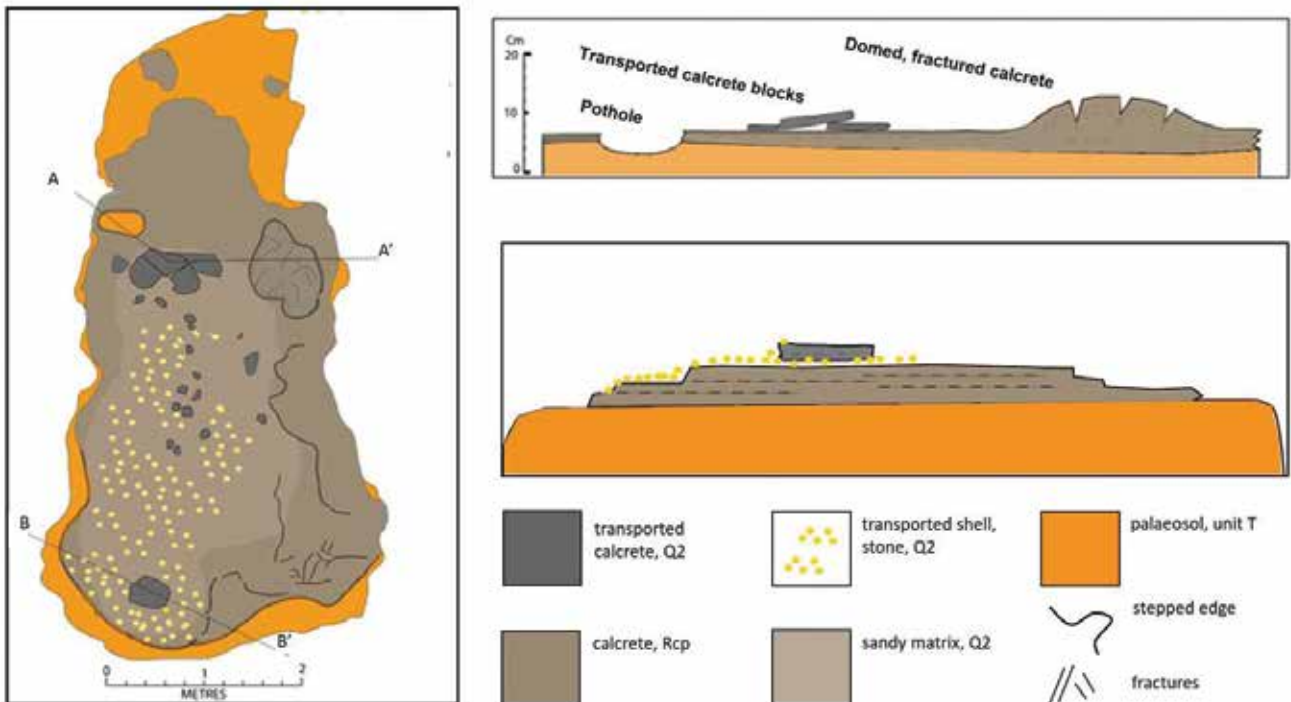 A
A'
B
B'
0 1 2
METRES
Cm
20
10
0
Pothole
Transported calcrete blocks
Domed, fractured calcrete
transported
calcrete, Q2
transported shell,
stone, Q2
palaeosol, unit T
stepped edge
calcrete, Rcp
sandy matrix, Q2
fractures